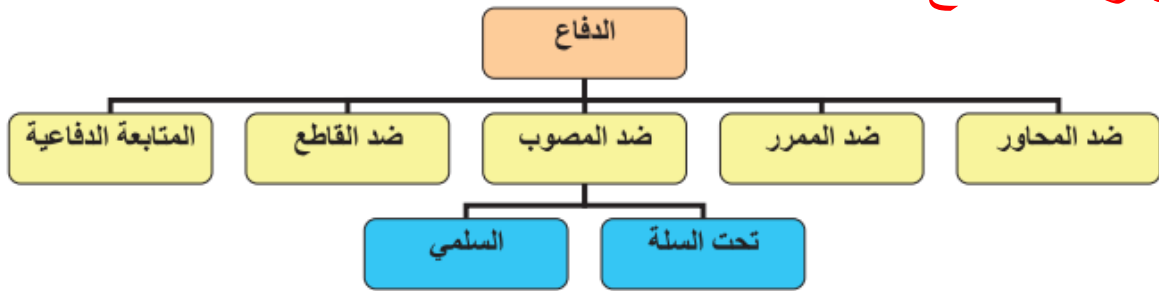 الدفاع
ضد المحاور
ضد الممرر
ضد المصوب
ضد القاطع
المتابعة الدفاعية
تحت السلة
السلمي